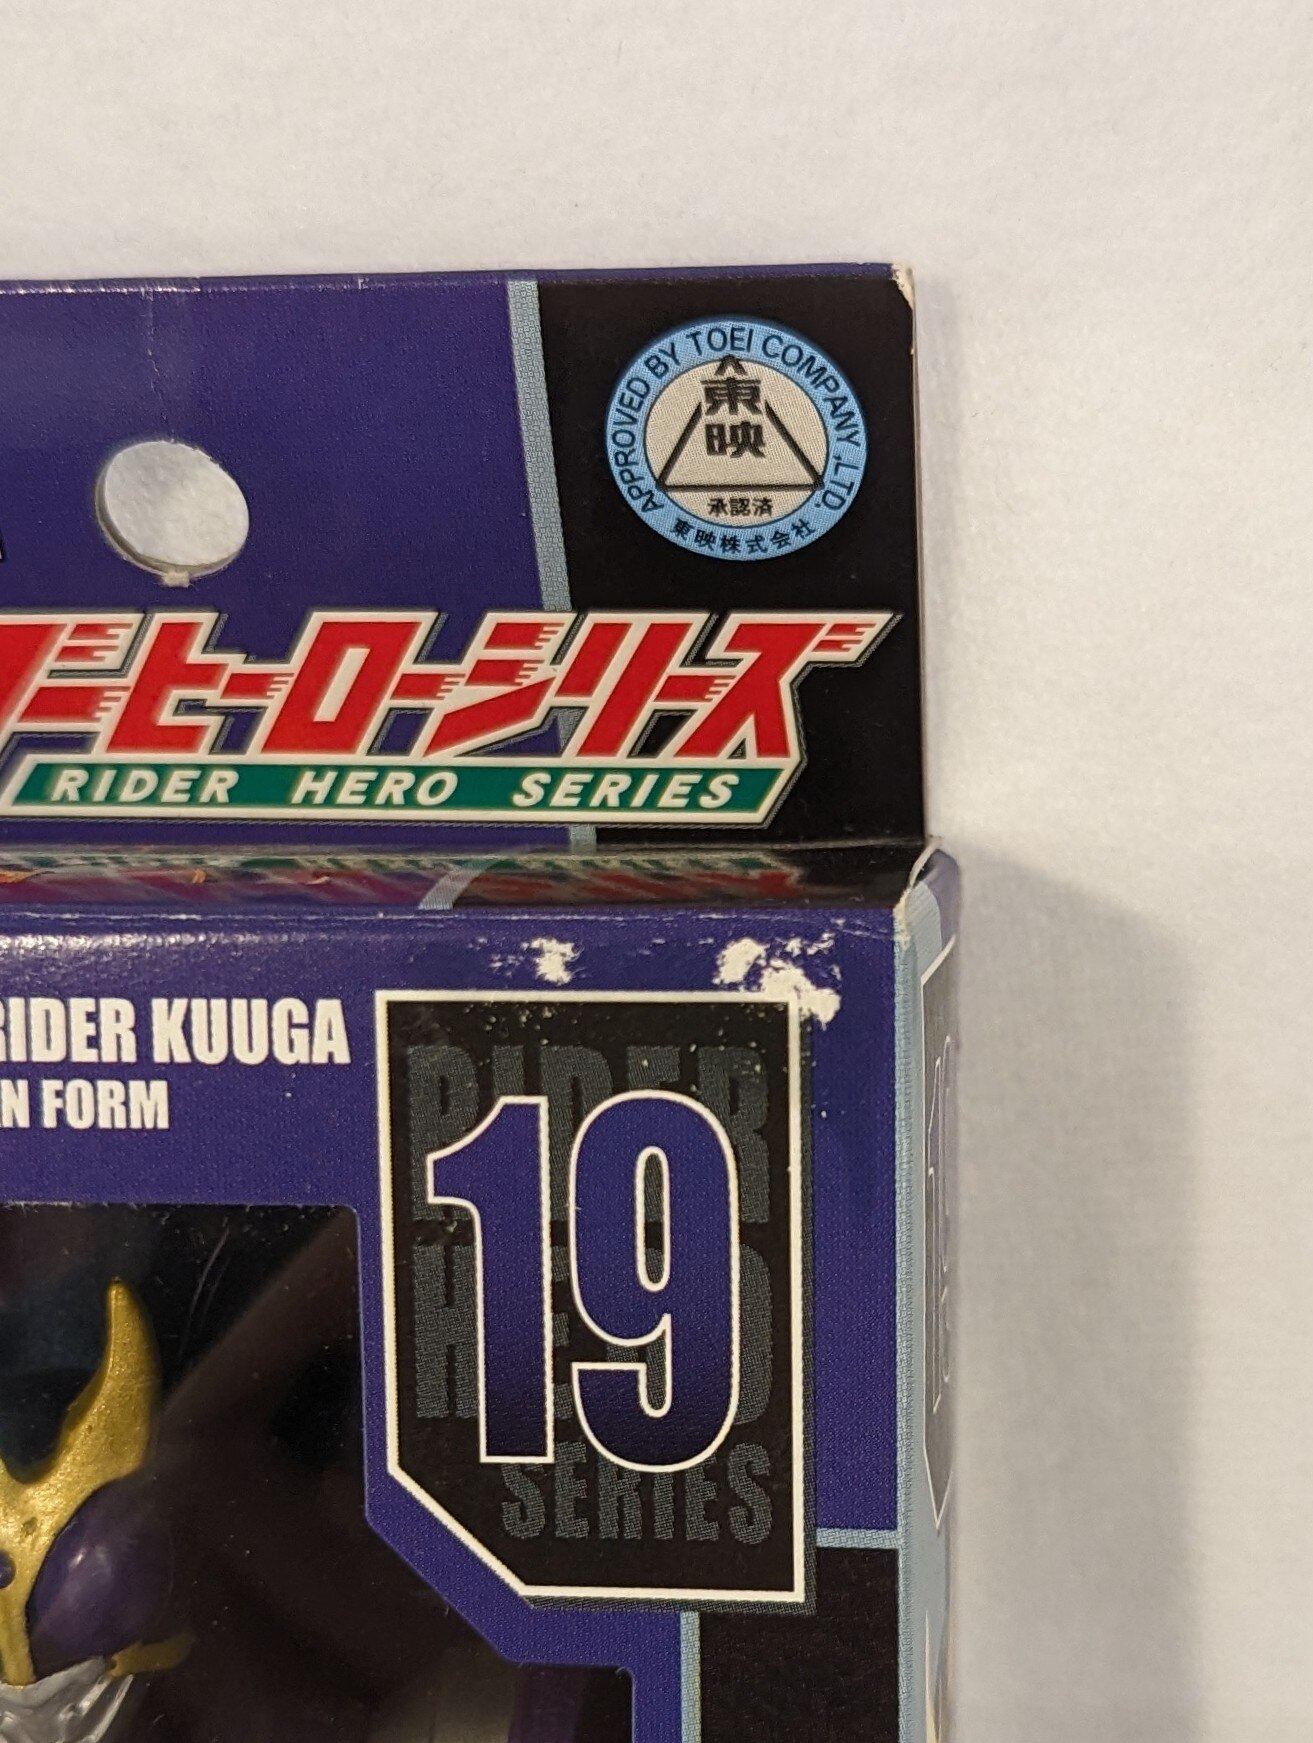 APPROVED BY TOEI COMPANY, LTD.
東映
承認済
東映株式会社
ーヒーローシリーズ
RIDER HERO SERIES
RIDER KUUGA
FORM
RIDER
HERO
SERIES
19